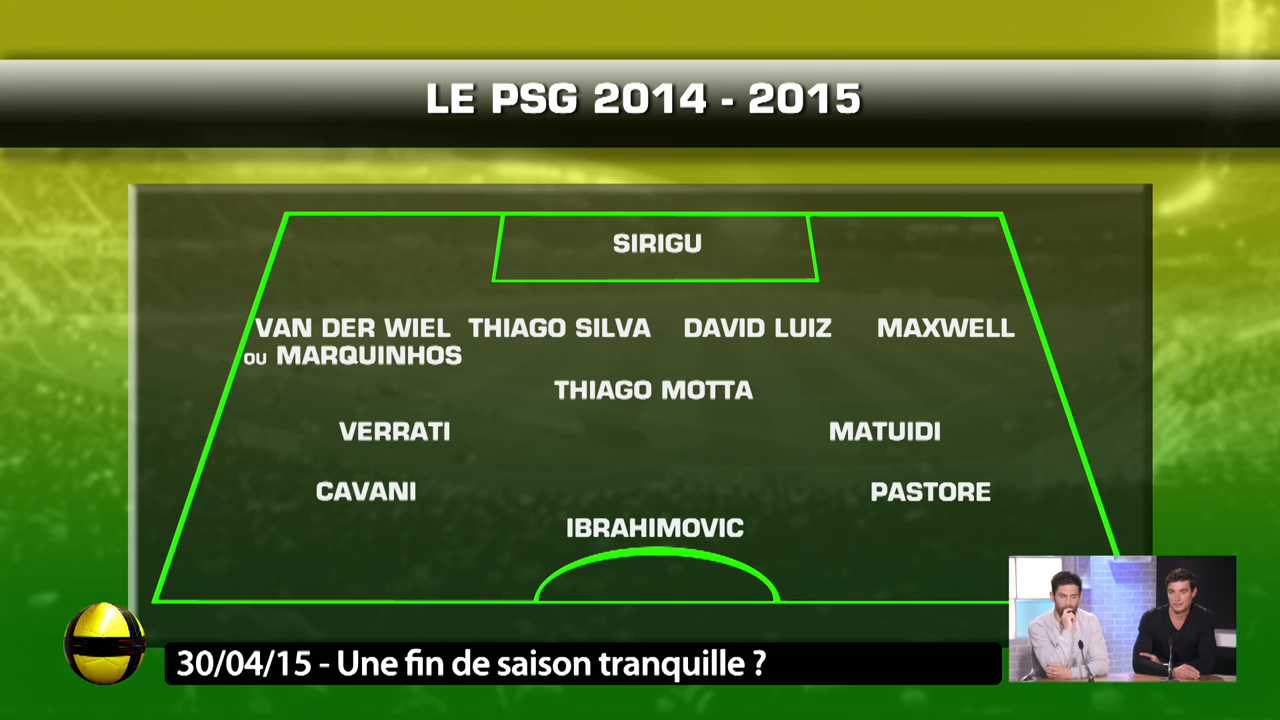 LE PSG 2014 - 2015
SIRIGU
VAN DER WIEL THIAGO SILVA DAVID LUIZ MAXWELL
OU MARQUINHOS
THIAGO MOTTA
VERRATI MATUIDI
CAVANI PASTORE
IBRAHIMOVIC
30/04/15 - Une fin de saison tranquille ?